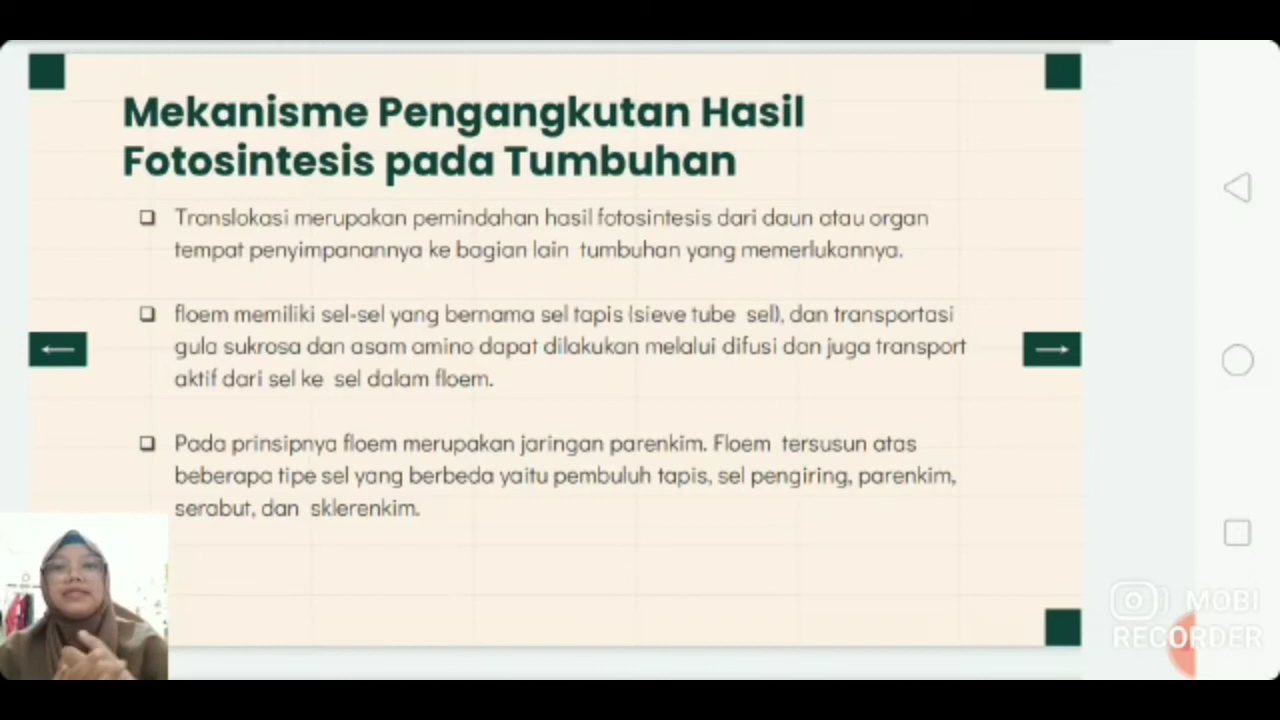 Mekanisme Pengangkutan Hasil
Fotosintesis pada Tumbuhan
Translokasi merupakan pemindahan hasil fotosintesis dari daun atau organ
tempat penyimpanannya ke bagian lain tumbuhan yang memerlukannya.
floem memiliki sel-sel yang bernama sel tapis (sieve tube sel), dan transportasi
gula sukrosa dan asam amino dapat dilakukan melalui difusi dan juga transport
aktif dari sel ke sel dalam floem.
Pada prinsipnya floem merupakan jaringan parenkim. Floem tersusun atas
beberapa tipe sel yang berbeda yaitu pembuluh tapis, sel pengiring, parenkim,
serabut, dan sklerenkim.
MOBI
RECORDER